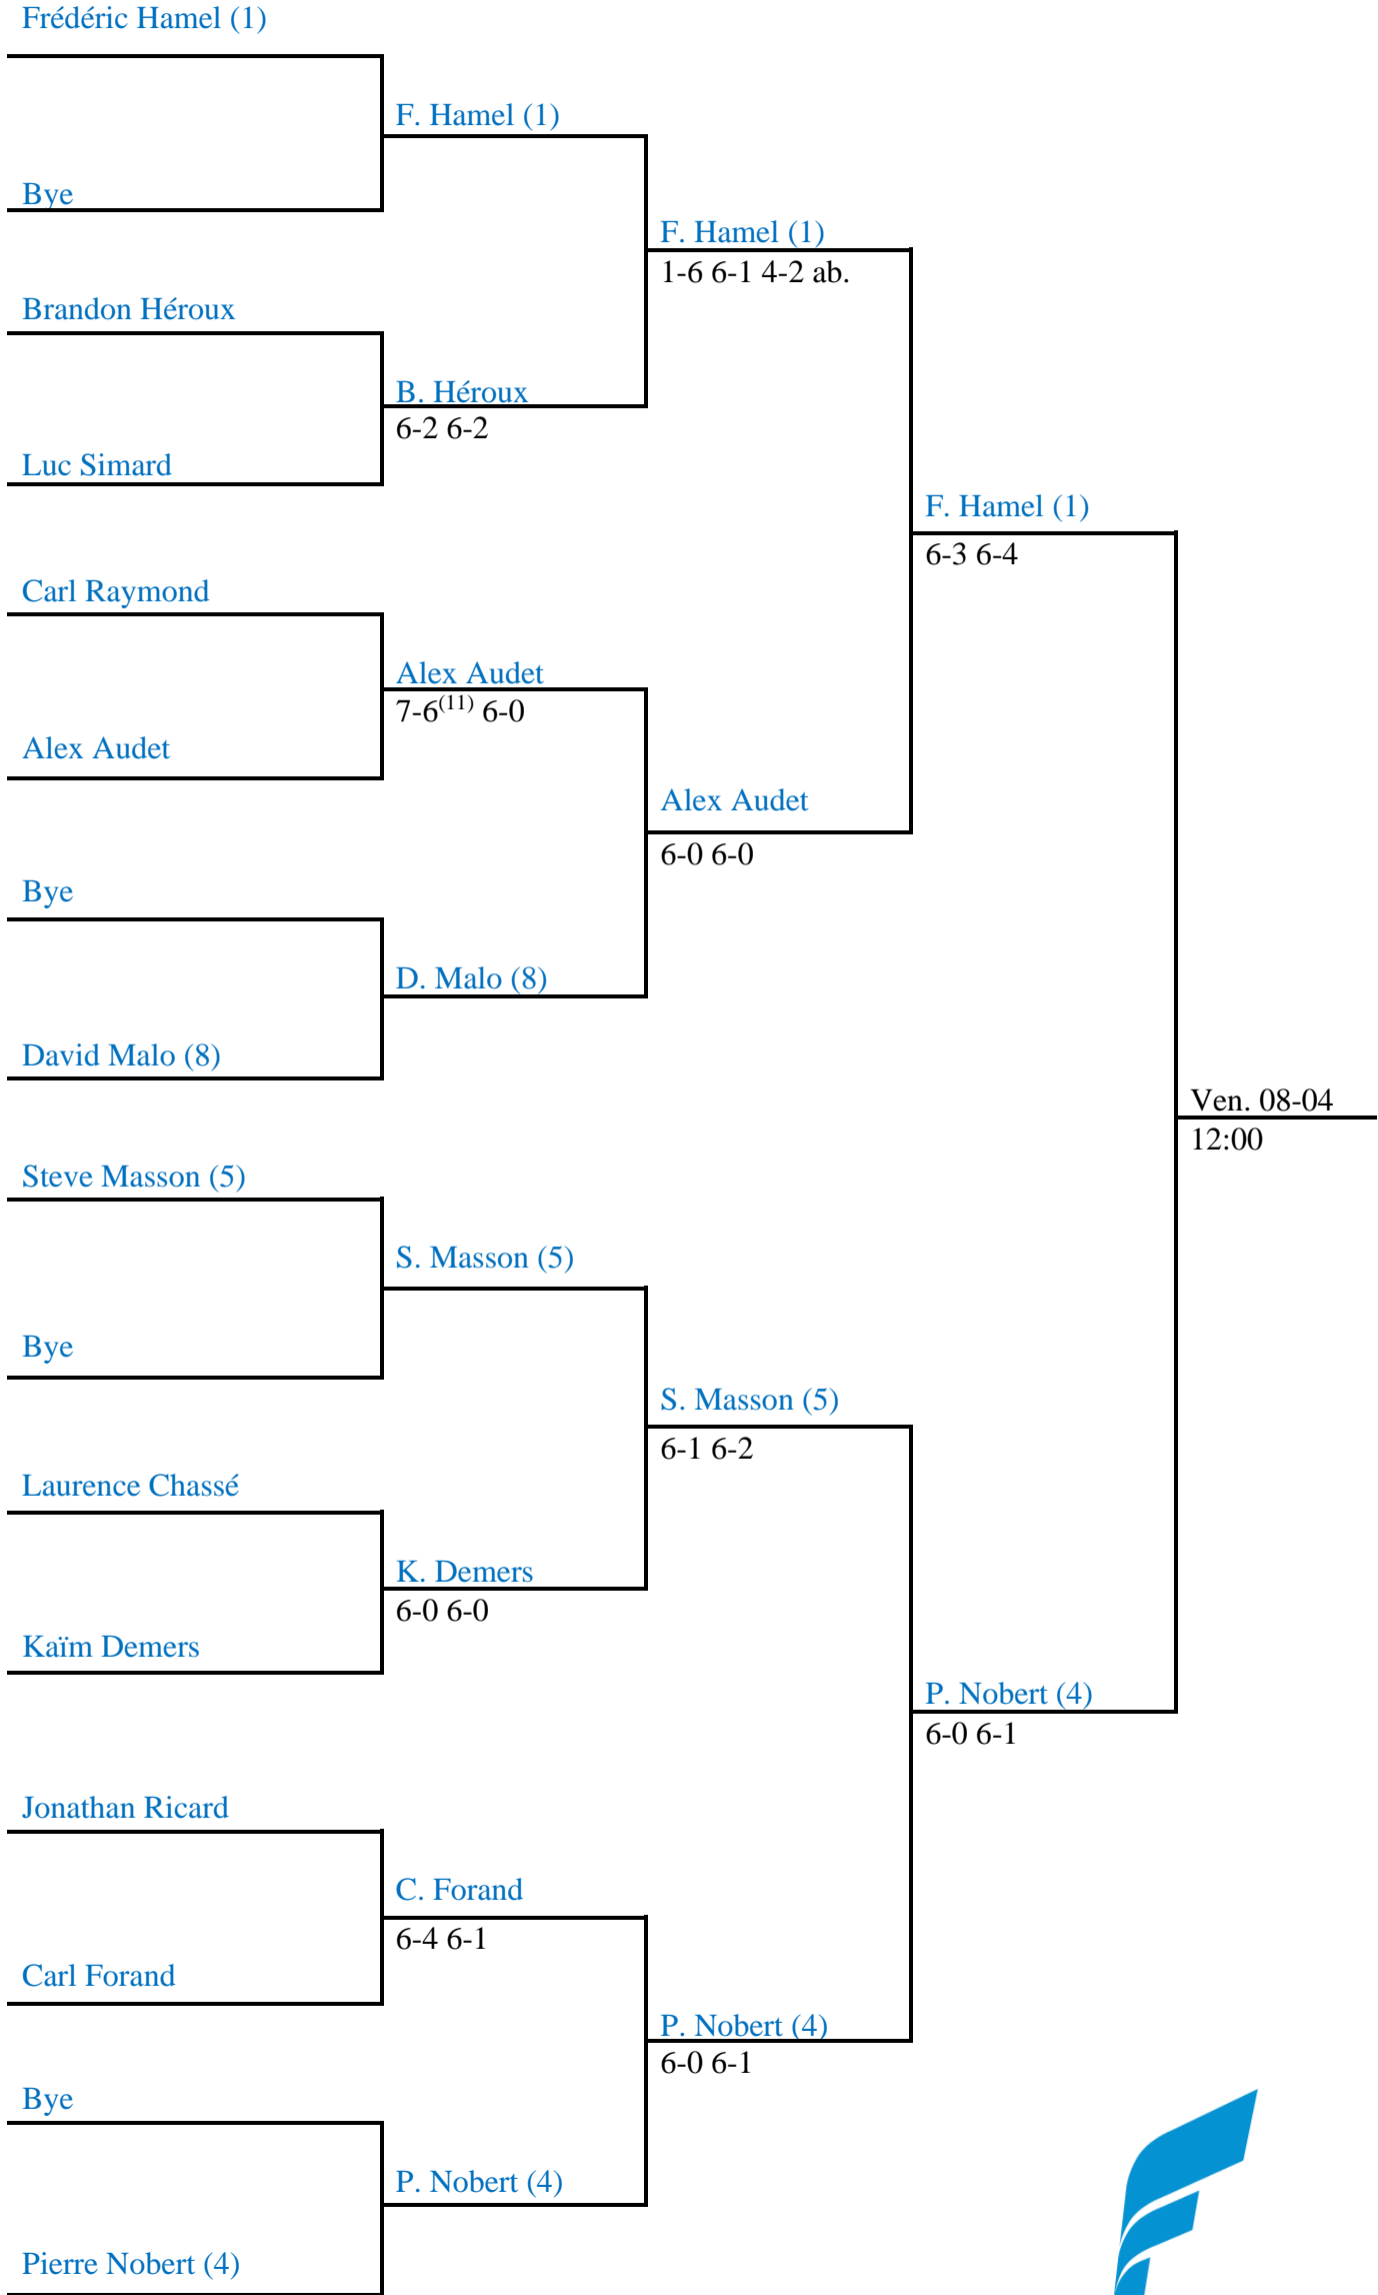 Frédéric Hamel (1)
F. Hamel (1)
Bye
F. Hamel (1)
1-6 6-1 4-2 ab.
Brandon Héroux
B. Héroux
6-2 6-2
Luc Simard
F. Hamel (1)
6-3 6-4
Carl Raymond
Alex Audet
7-6(11) 6-0
Alex Audet
Alex Audet
6-0 6-0
Bye
D. Malo (8)
David Malo (8)
Ven. 08-04
12:00
Steve Masson (5)
S. Masson (5)
Bye
S. Masson (5)
6-1 6-2
Laurence Chassé
K. Demers
6-0 6-0
Kaïm Demers
P. Nobert (4)
6-0 6-1
Jonathan Ricard
C. Forand
6-4 6-1
Carl Forand
P. Nobert (4)
6-0 6-1
Bye
P. Nobert (4)
Pierre Nobert (4)